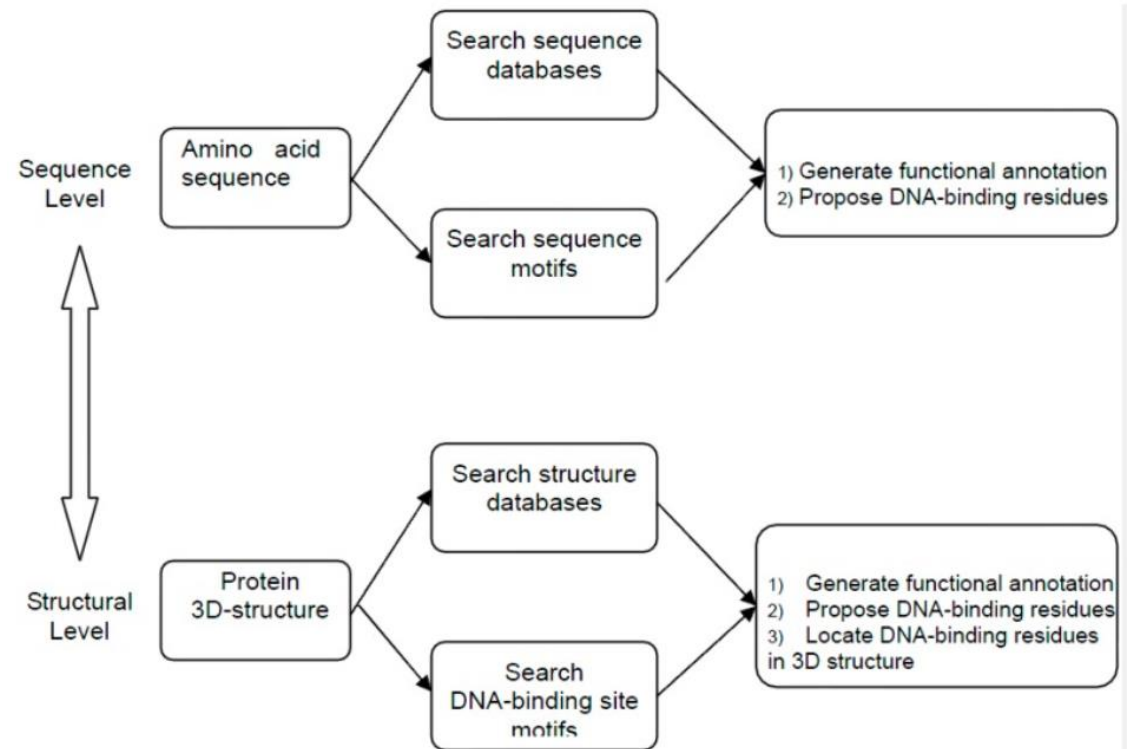 Search sequence
databases
Amino acid
sequence
Sequence
Level
1) Generate functional annotation
2) Propose DNA-binding residues
Search sequence
motifs
Search structure
databases
Protein
3D-structure
Structural
Level
1) Generate functional annotation
2) Propose DNA-binding residues
3) Locate DNA-binding residues
in 3D structure
Search
DNA-binding site
motifs